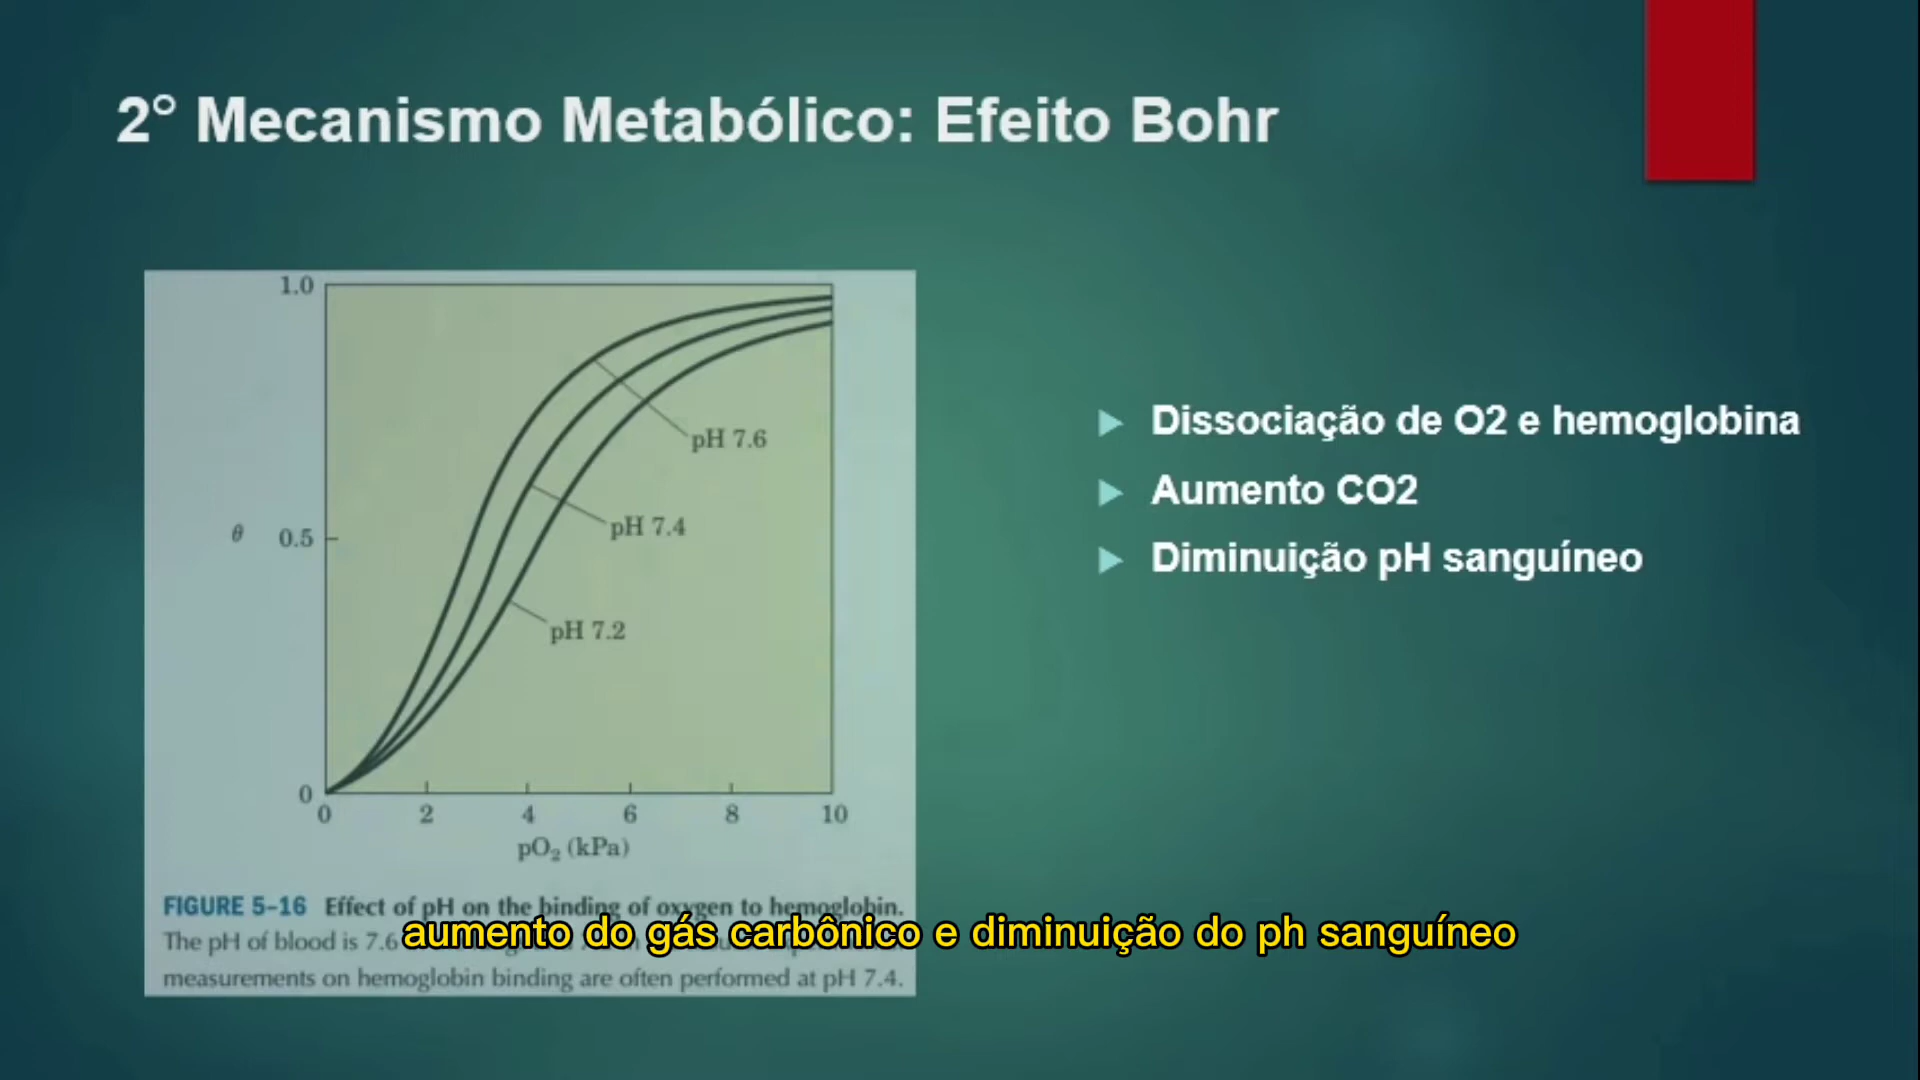 2° Mecanismo Metabólico: Efeito Bohr
1.0
θ 0.5
0
0 2 4 6 8 10
pO₂ (kPa)
pH 7.6
pH 7.4
pH 7.2
FIGURE 5–16 Effect of pH on the binding of oxygen to hemoglobin.
The pH of blood is 7.6
measurements on hemoglobin binding are often performed at pH 7.4.
Dissociação de O2 e hemoglobina
Aumento CO2
Diminuição pH sanguíneo
aumento do gás carbônico e diminuição do ph sanguíneo